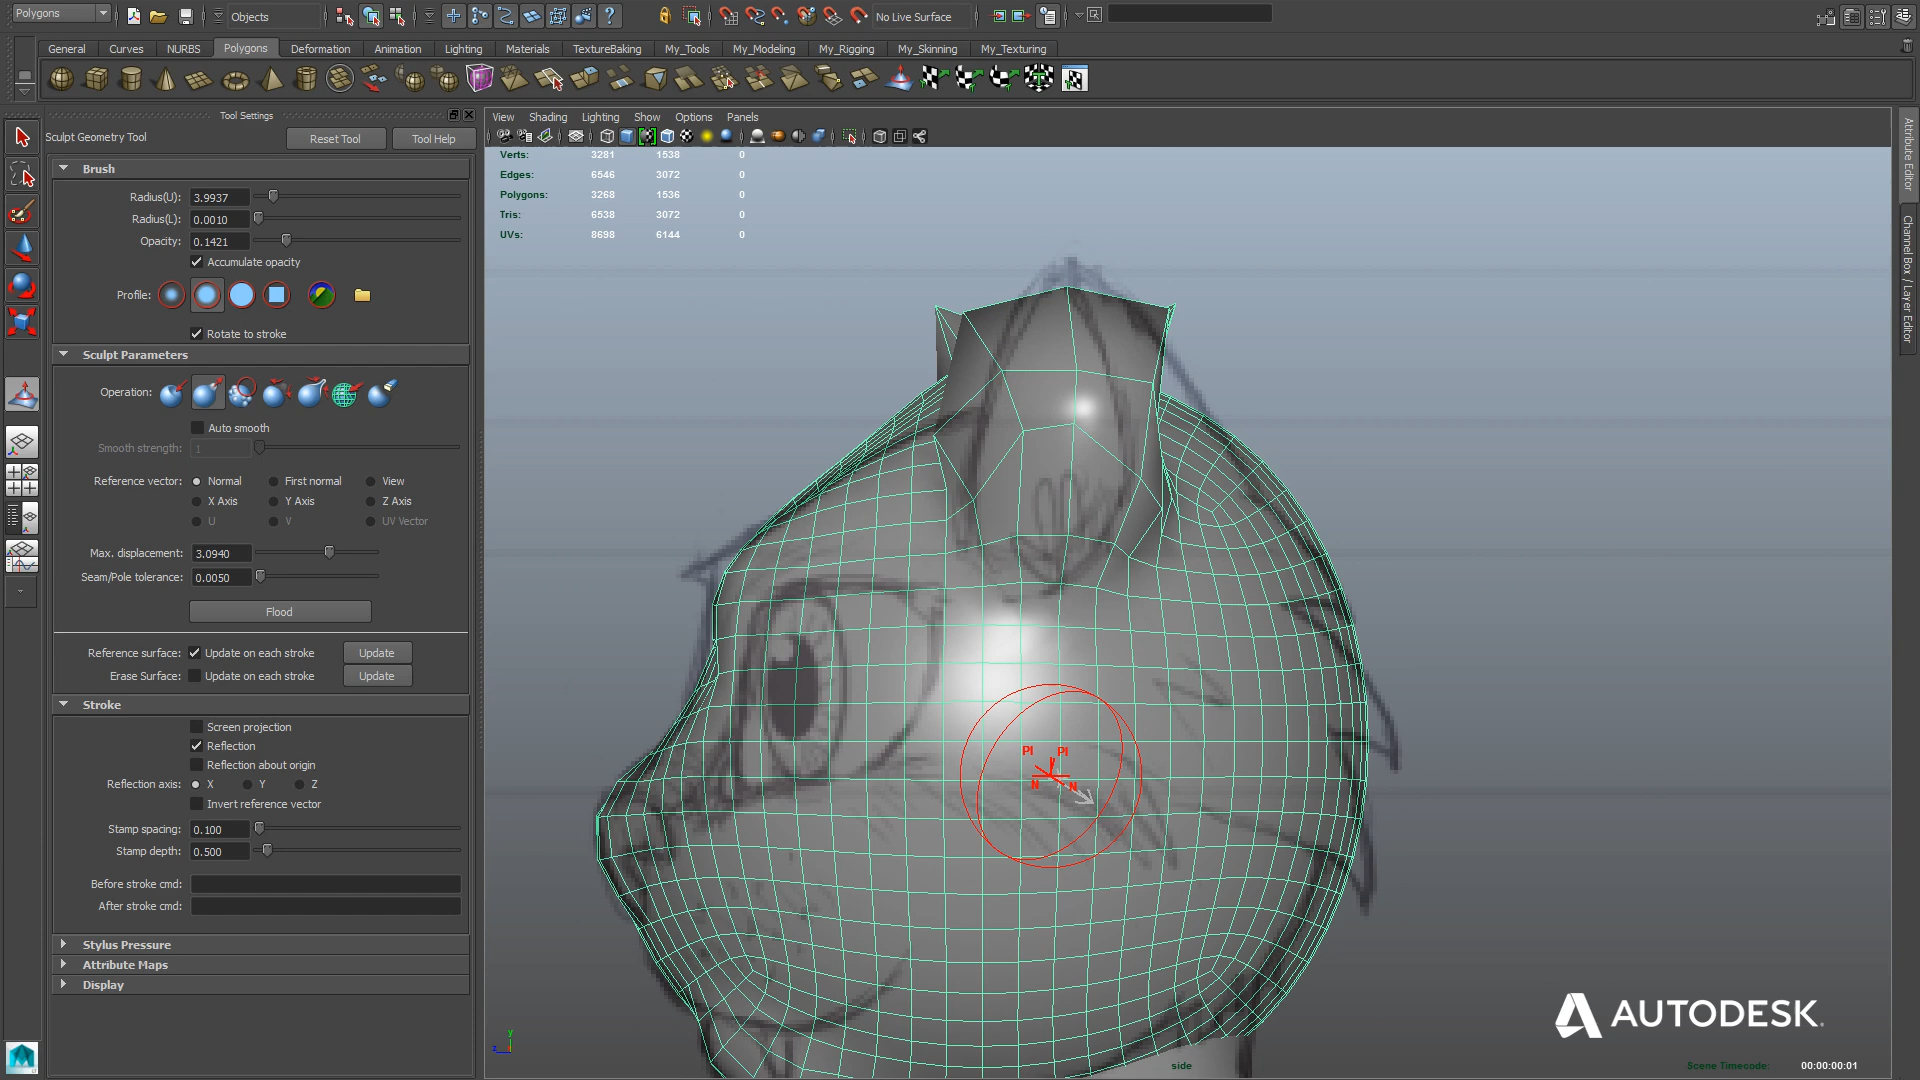 Polygons
Objects
No Live Surface
General Curves NURBS Polygons Deformation Animation Lighting Materials TextureBaking My_Tools My_Modeling My_Rigging My_Skinning My_Texturing
Tool Settings
Sculpt Geometry Tool
Reset Tool
Tool Help
Brush
Radius(U): 3.9937
Radius(L): 0.0010
Opacity: 0.1421
Accumulate opacity
Profile:
Rotate to stroke
Sculpt Parameters
Operation:
Auto smooth
Smooth strength: 1
Reference vector: Normal First normal View
X Axis Y Axis Z Axis
U V UV Vector
Max. displacement: 3.0940
Seam/Pole tolerance: 0.0050
Flood
Reference surface: Update on each stroke Update
Erase Surface: Update on each stroke Update
Stroke
Screen projection
Reflection
Reflection about origin
Reflection axis: X Y Z
Invert reference vector
Stamp spacing: 0.100
Stamp depth: 0.500
Before stroke cmd:
After stroke cmd:
Stylus Pressure
Attribute Maps
Display
View Shading Lighting Show Options Panels
Verts: 3281 1538 0
Edges: 6546 3072 0
Polygons: 3268 1536 0
Tris: 6538 3072 0
UVs: 8698 6144 0
PI PI
N N
y
z
side
AUTODESK.
Scene Timecode: 00:00:00:01
Attribute Editor
Channel Box / Layer Editor